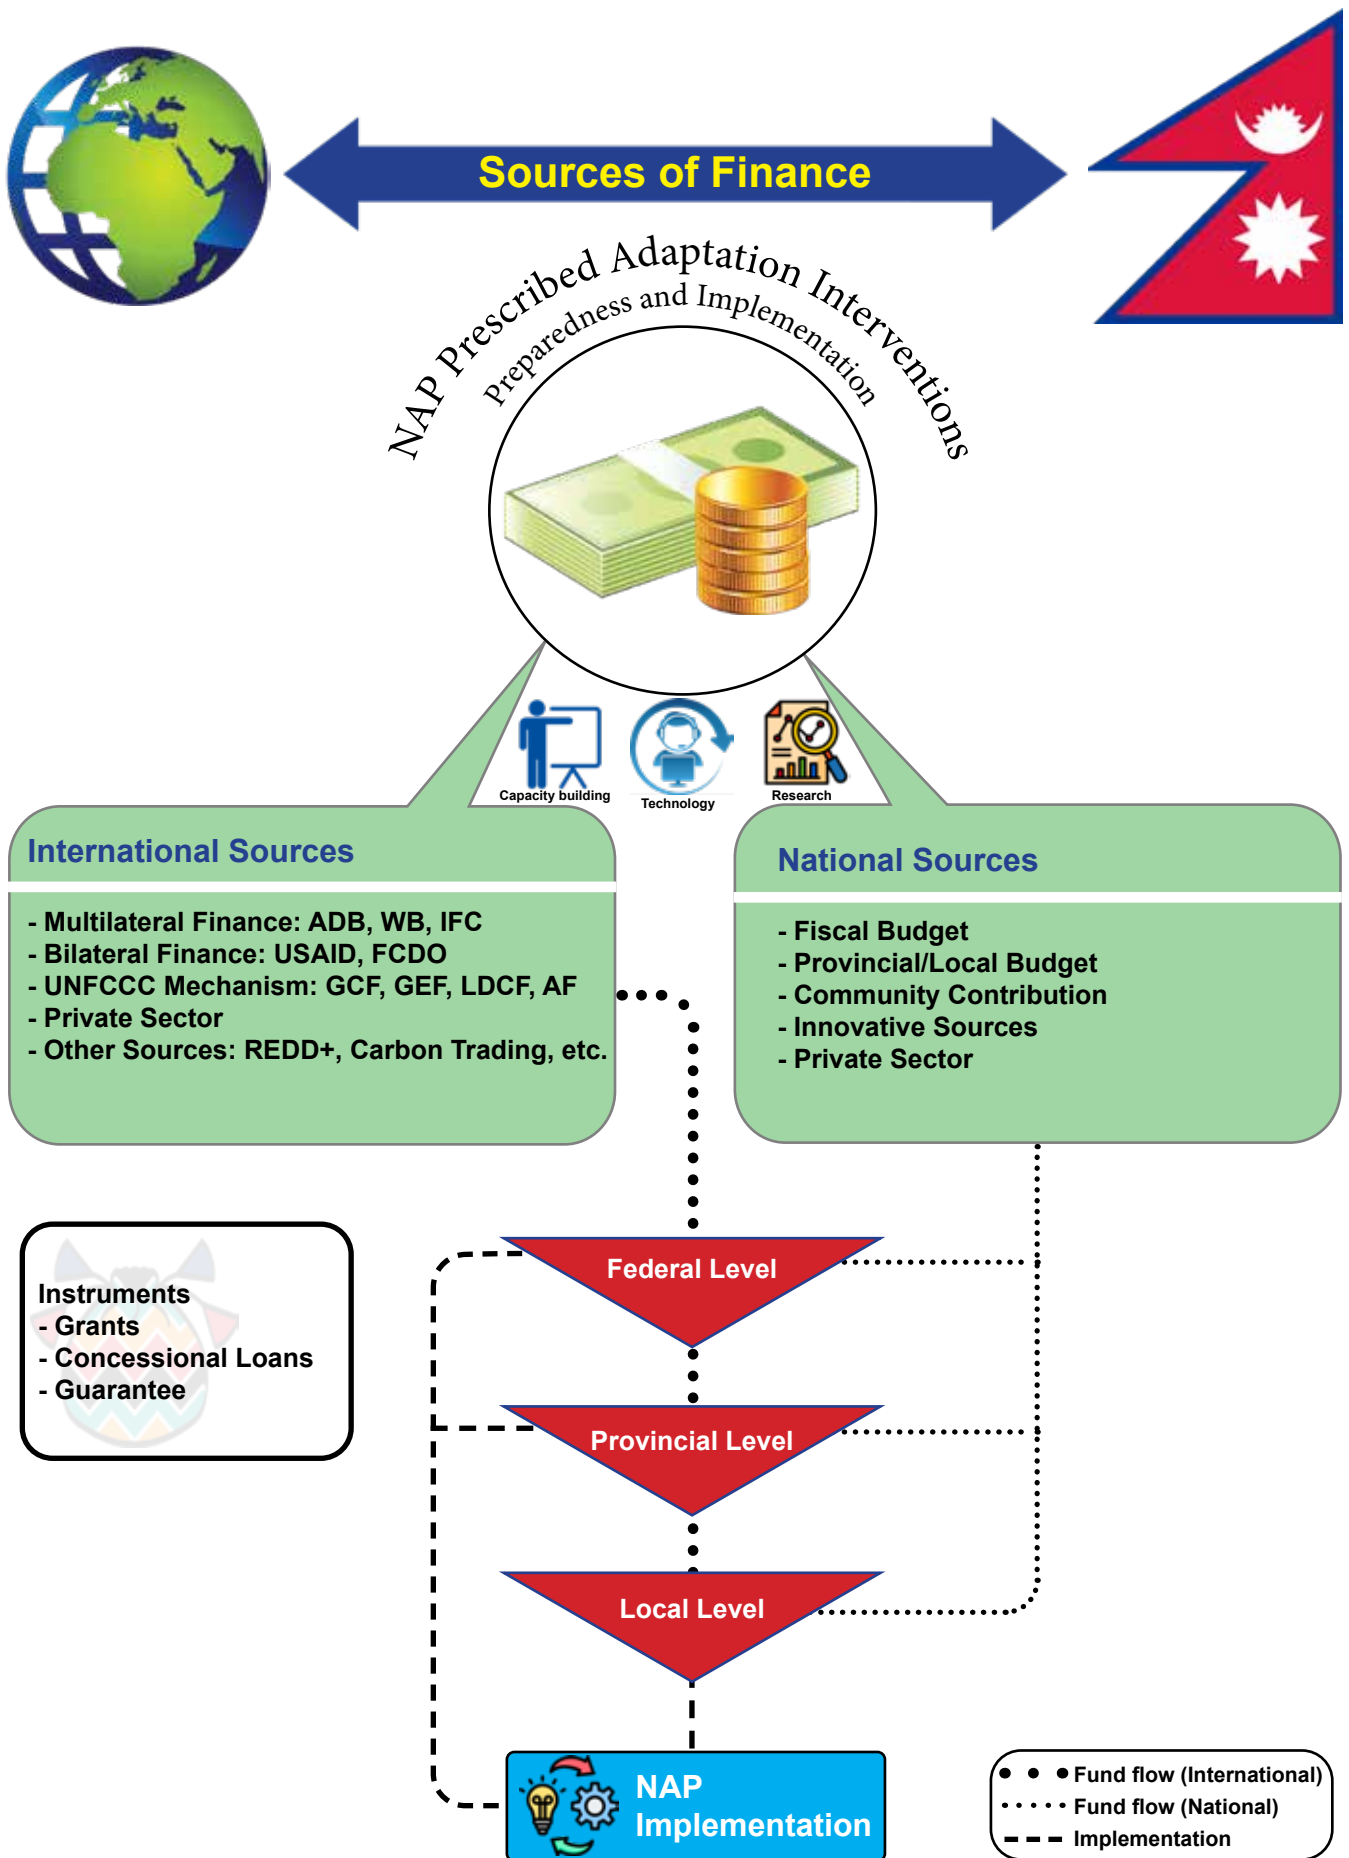 Sources of Finance
NAP Prescribed Adaptation Interventions
Preparedness and Implementation
Capacity building
Technology
Research
International Sources
- Multilateral Finance: ADB, WB, IFC
- Bilateral Finance: USAID, FCDO
- UNFCCC Mechanism: GCF, GEF, LDCF, AF
- Private Sector
- Other Sources: REDD+, Carbon Trading, etc.
National Sources
- Fiscal Budget
- Provincial/Local Budget
- Community Contribution
- Innovative Sources
- Private Sector
Instruments
- Grants
- Concessional Loans
- Guarantee
Federal Level
Provincial Level
Local Level
NAP
Implementation
Fund flow (International)
Fund flow (National)
Implementation